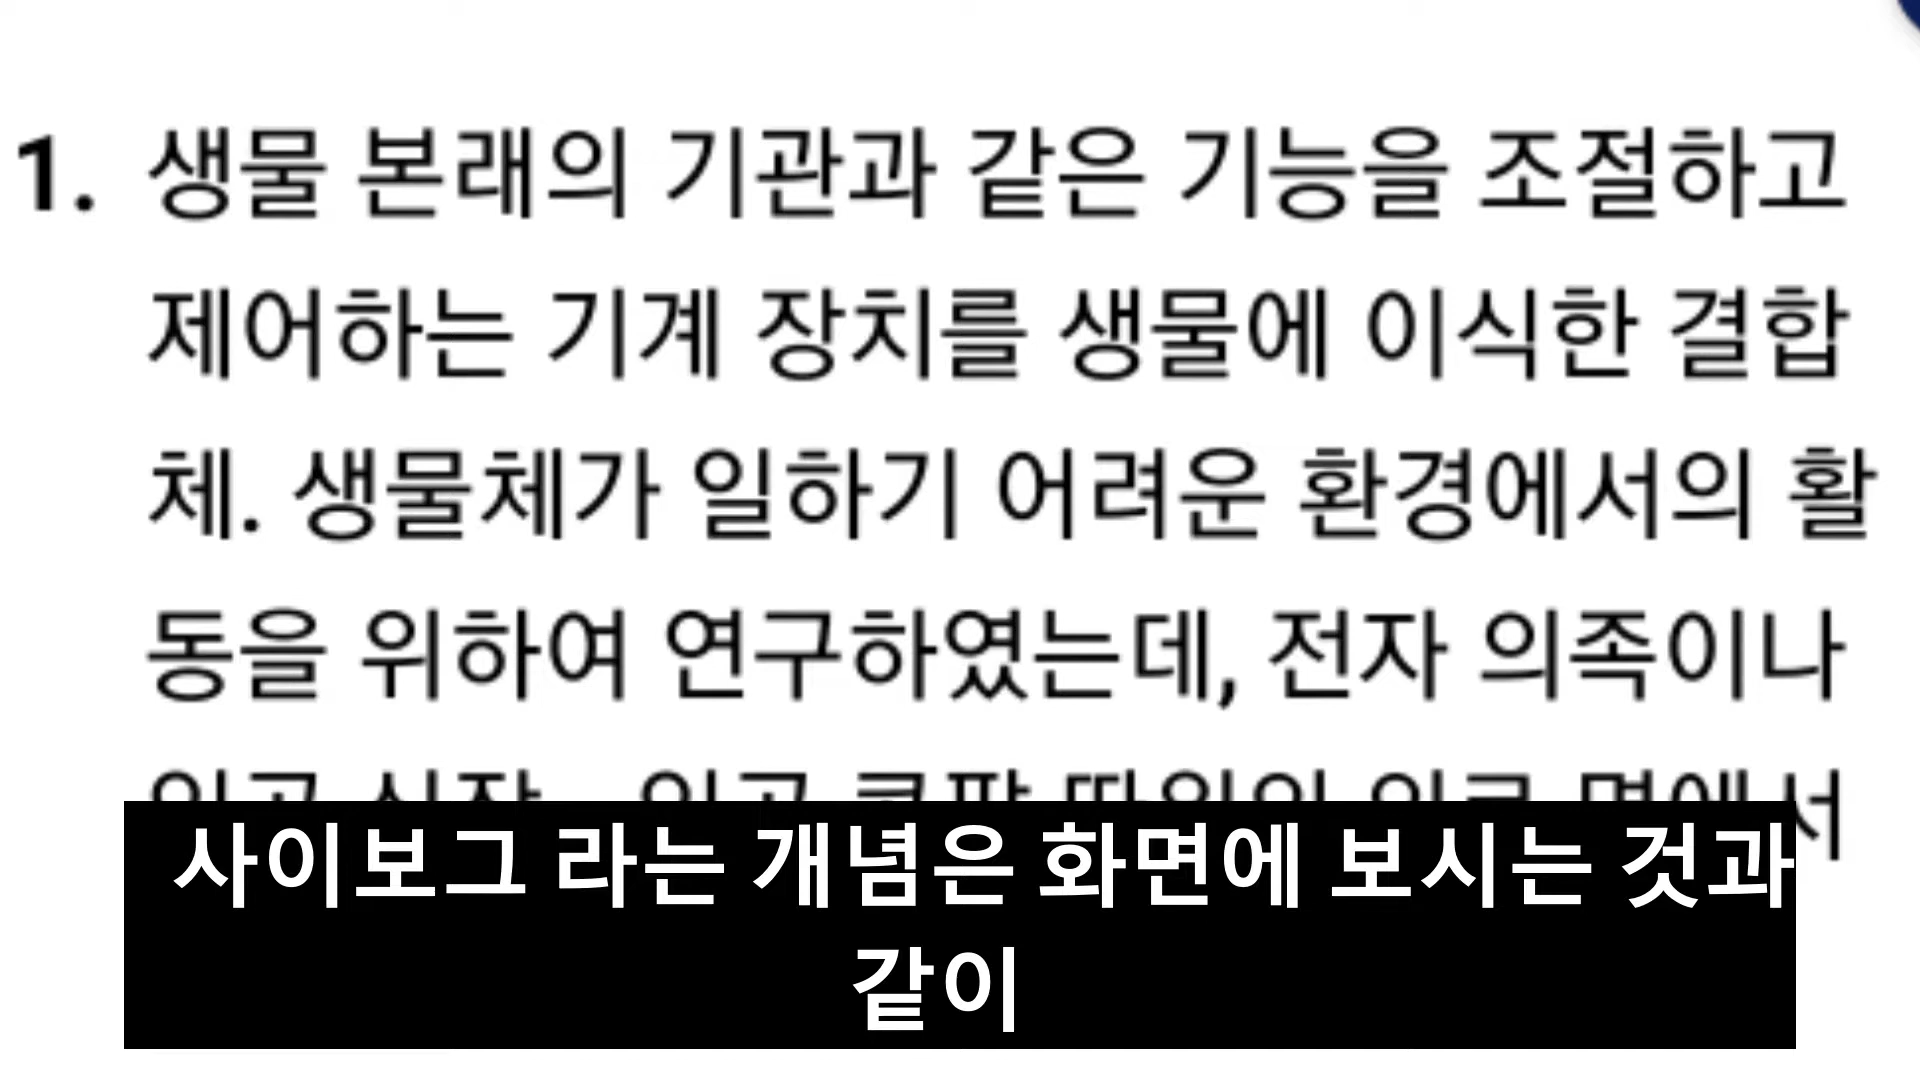 1. 생물 본래의 기관과 같은 기능을 조절하고
제어하는 기계 장치를 생물에 이식한 결합
체. 생물체가 일하기 어려운 환경에서의 활
동을 위하여 연구하였는데, 전자 의족이나
사이보그 라는 개념은 화면에 보시는 것과
같이